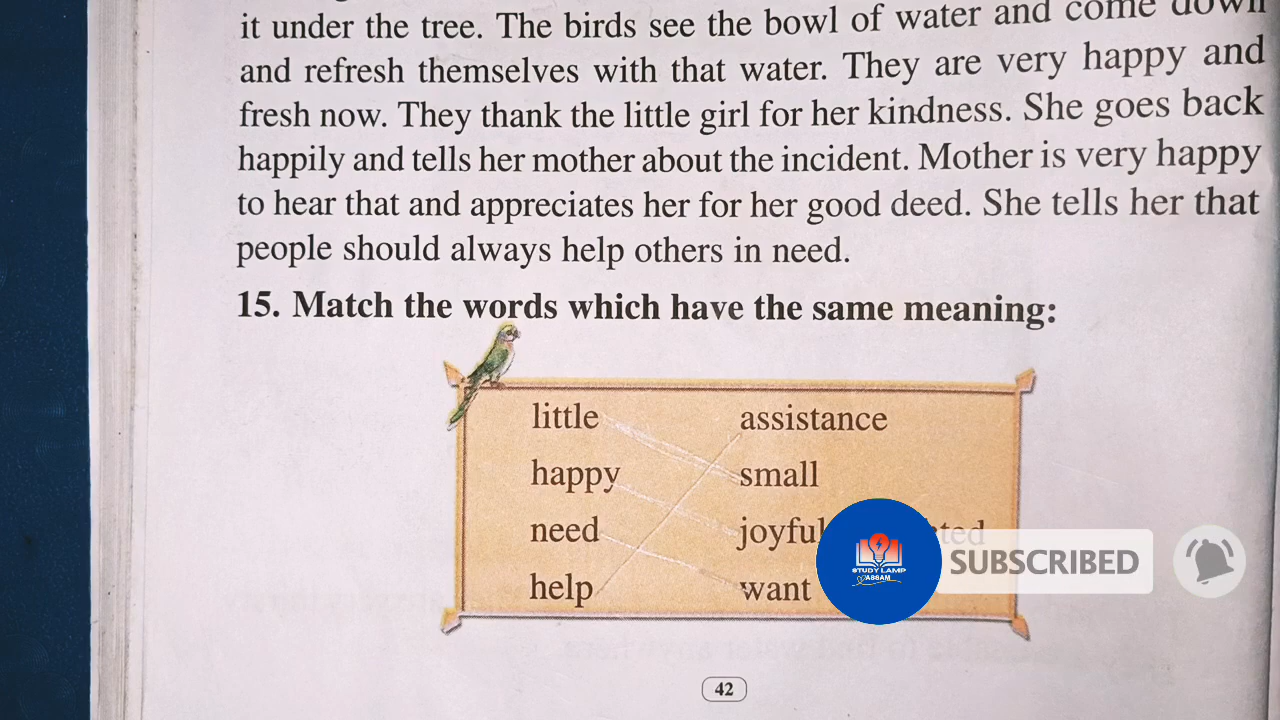 it under the tree. The birds see the bowl of water and come down
and refresh themselves with that water. They are very happy and
fresh now. They thank the little girl for her kindness. She goes back
happily and tells her mother about the incident. Mother is very happy
to hear that and appreciates her for her good deed. She tells her that
people should always help others in need.
15. Match the words which have the same meaning:
little assistance
happy small
need joyful
help want
STUDY LAMP
ASSAM
SUBSCRIBED
42